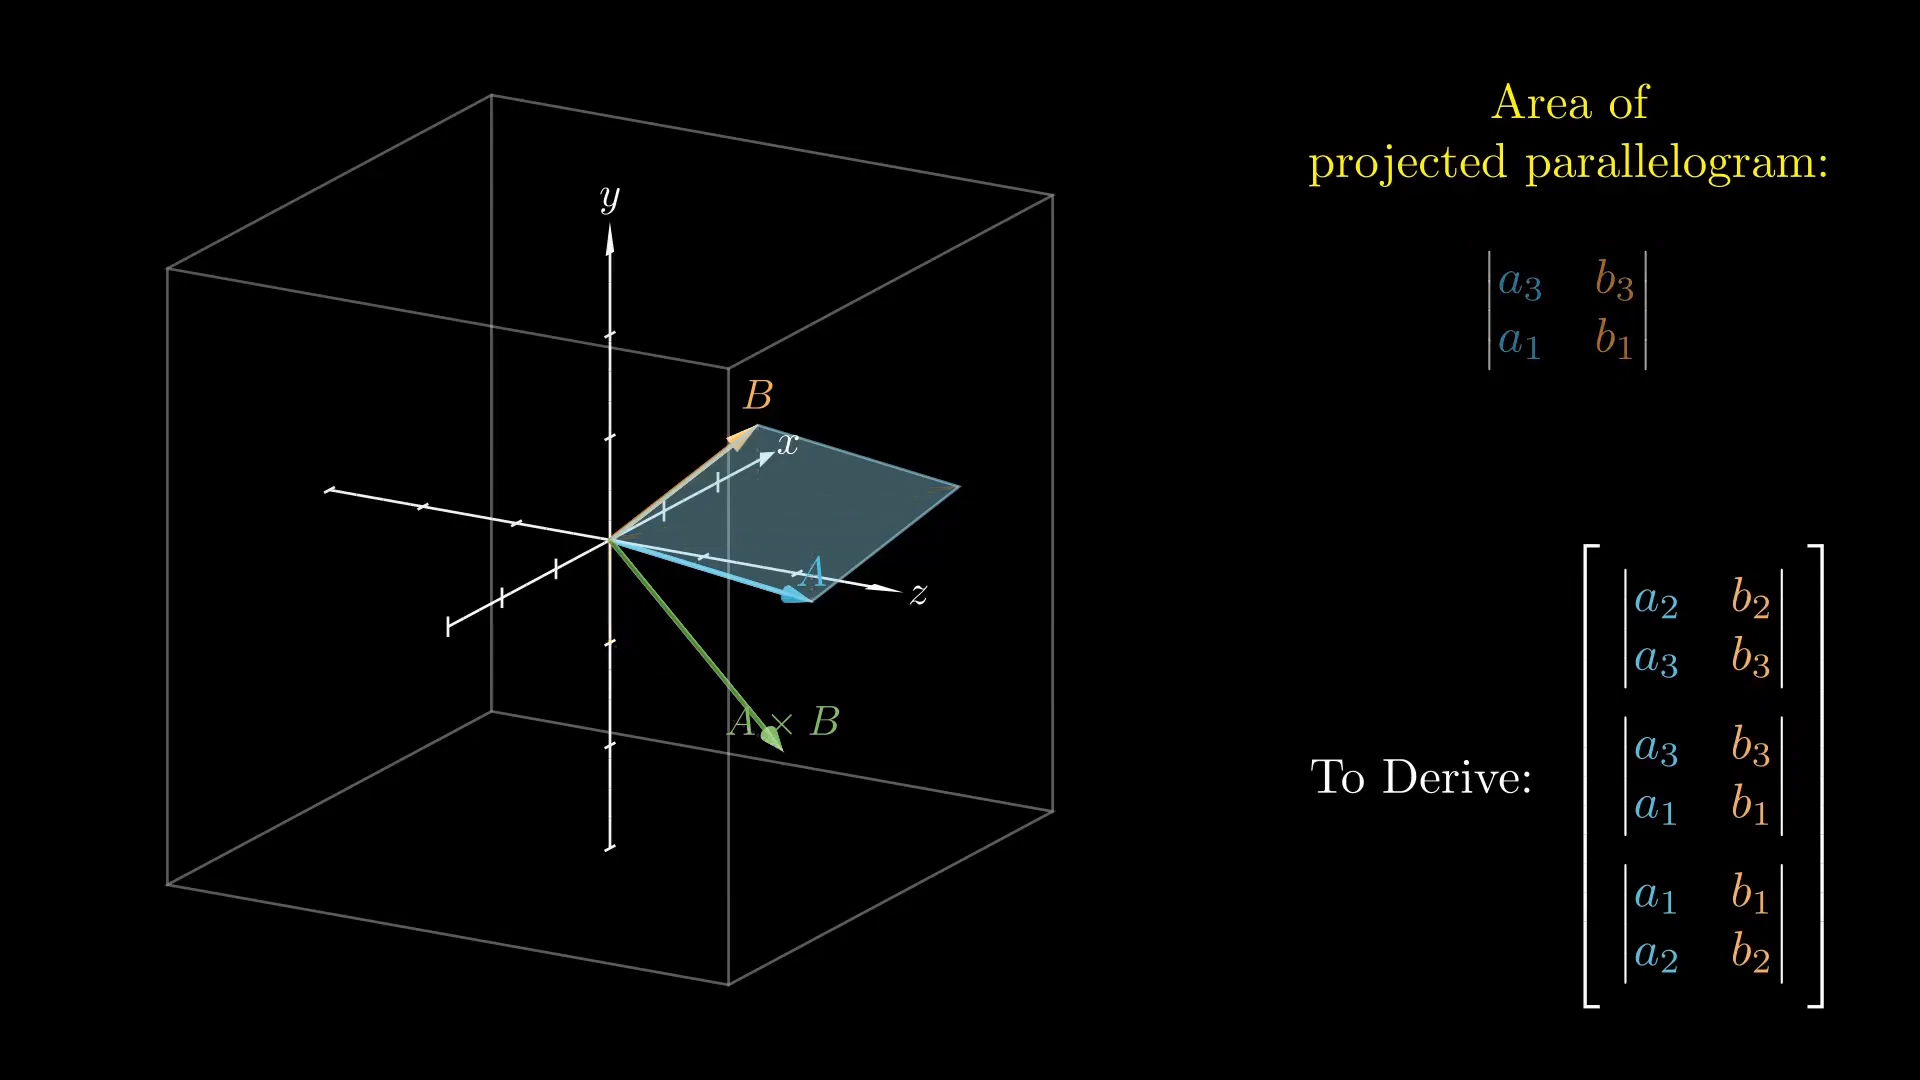 Area of
projected parallelogram:
a₃ b₃
a₁ b₁
y
B
x
A
z
A × B
To Derive:
a₂ b₂
a₃ b₃
a₃ b₃
a₁ b₁
a₁ b₁
a₂ b₂